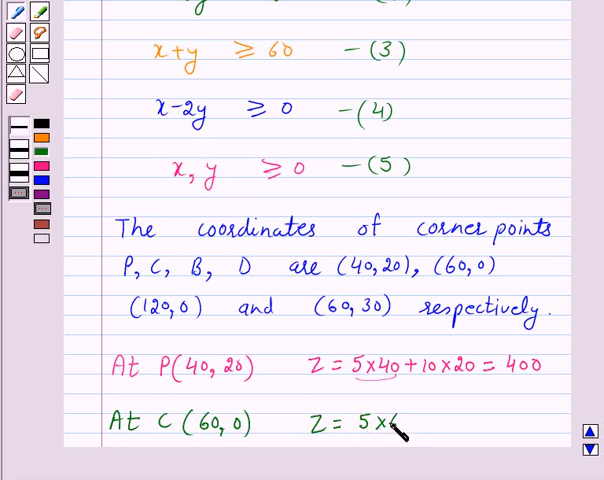 x+y ≥ 60 -(3)
x-2y ≥ 0 -(4)
x, y ≥ 0 -(5)
The coordinates of corner points
P, C, B, D are (40,20), (60,0)
(120,0) and (60,30) respectively.
At P(40,20) Z = 5×40+10×20 = 400
At C (60,0) Z = 5×6